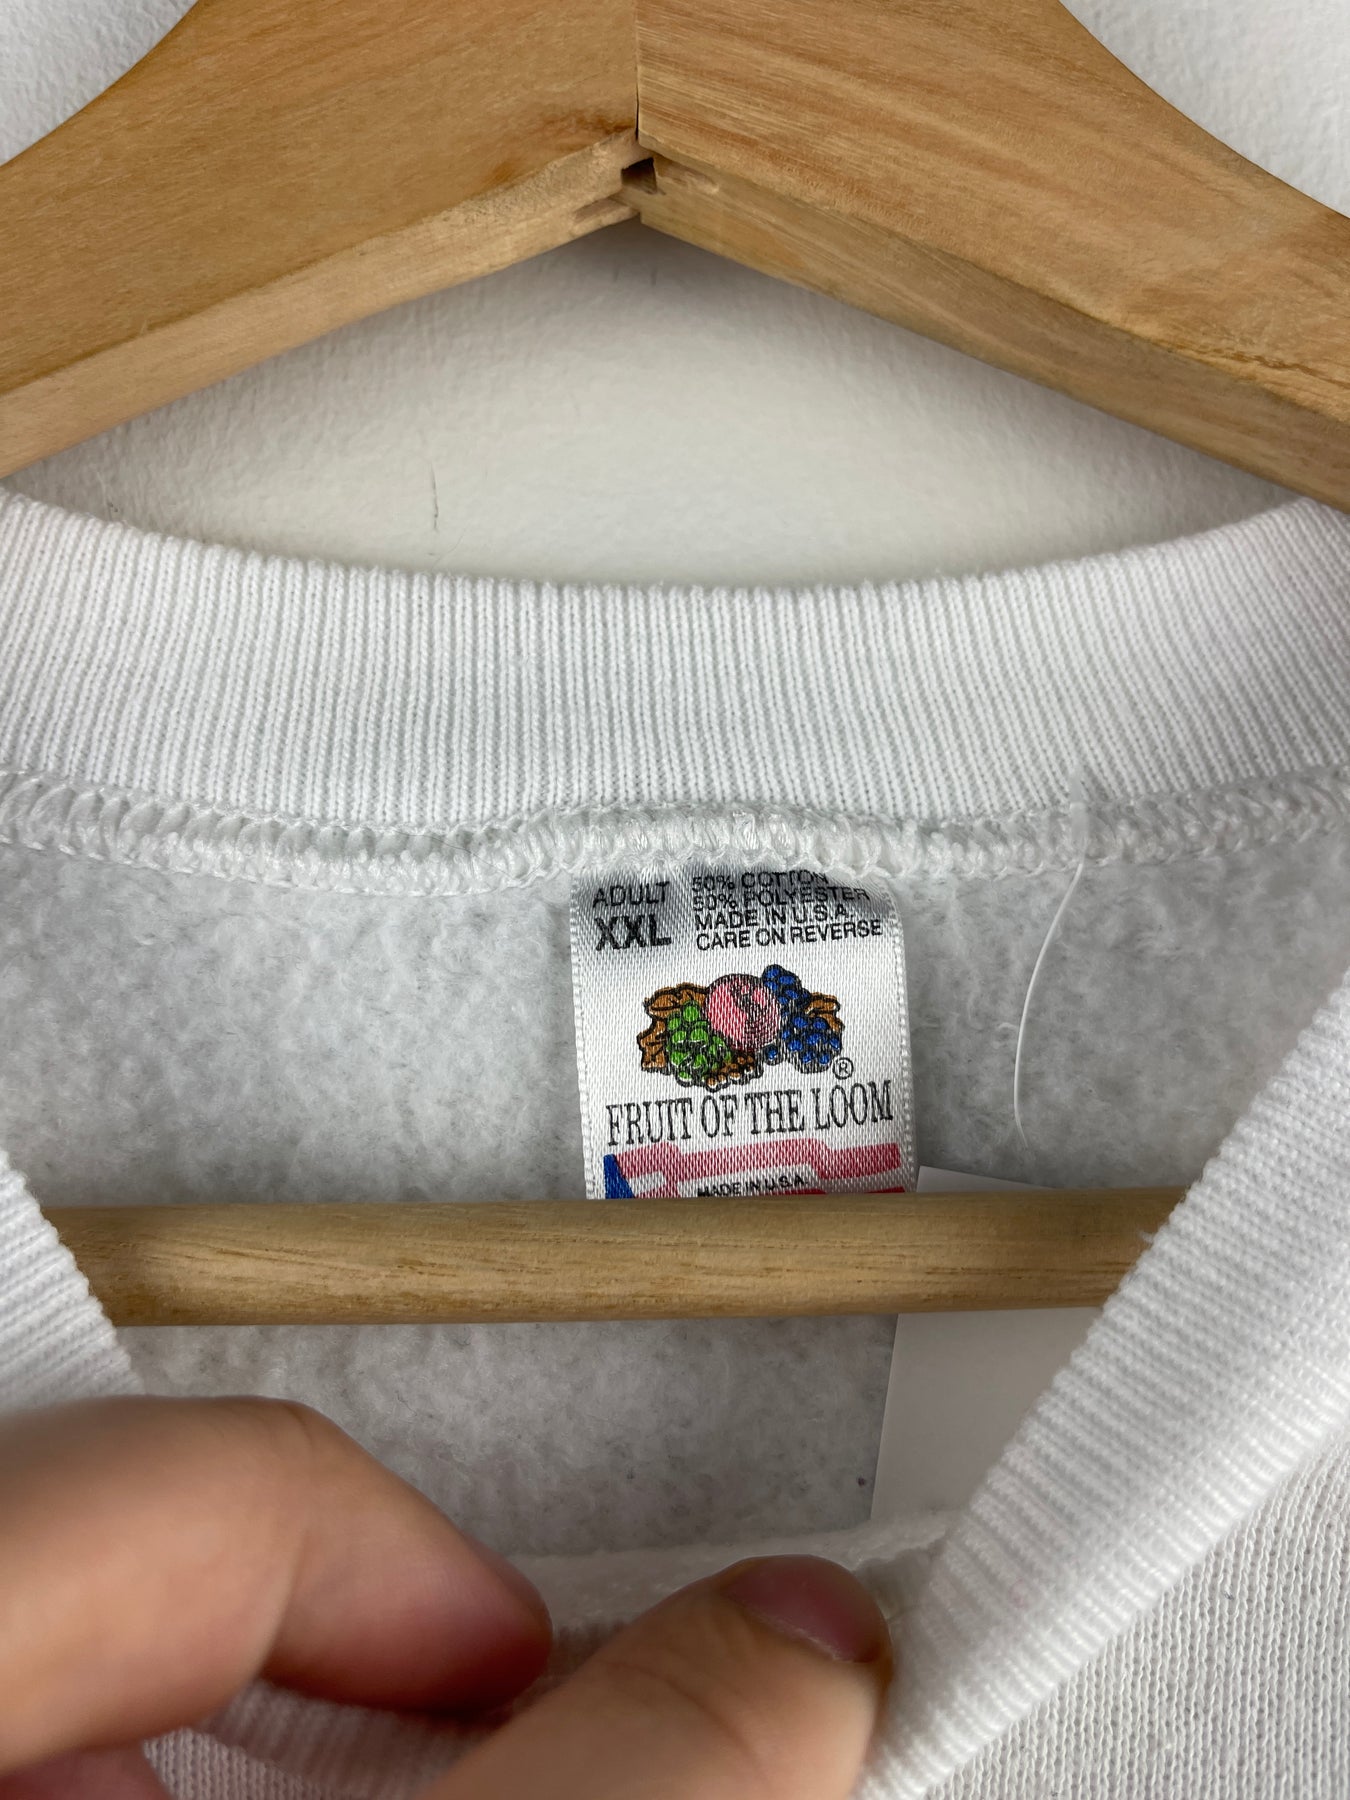 ADULT
XXL
50% COTTON
50% POLYESTER
MADE IN U.S.A.
CARE ON REVERSE
®
FRUIT OF THE LOOM
MADE IN U.S.A.